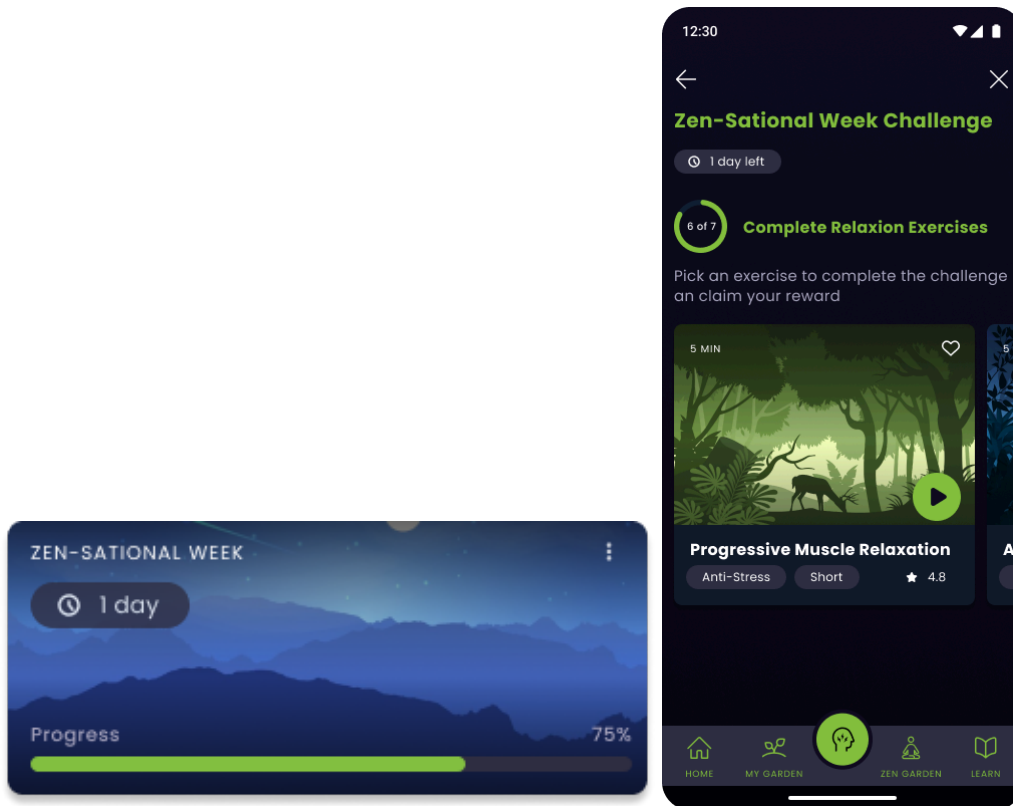 ZEN-SATIONAL WEEK
1 day
Progress 75%
12:30
Zen-Sational Week Challenge
1 day left
6 of 7 Complete Relaxion Exercises
Pick an exercise to complete the challenge
an claim your reward
5 MIN
5
Progressive Muscle Relaxation
A
Anti-Stress Short 4.8
HOME MY GARDEN ZEN GARDEN LEARN